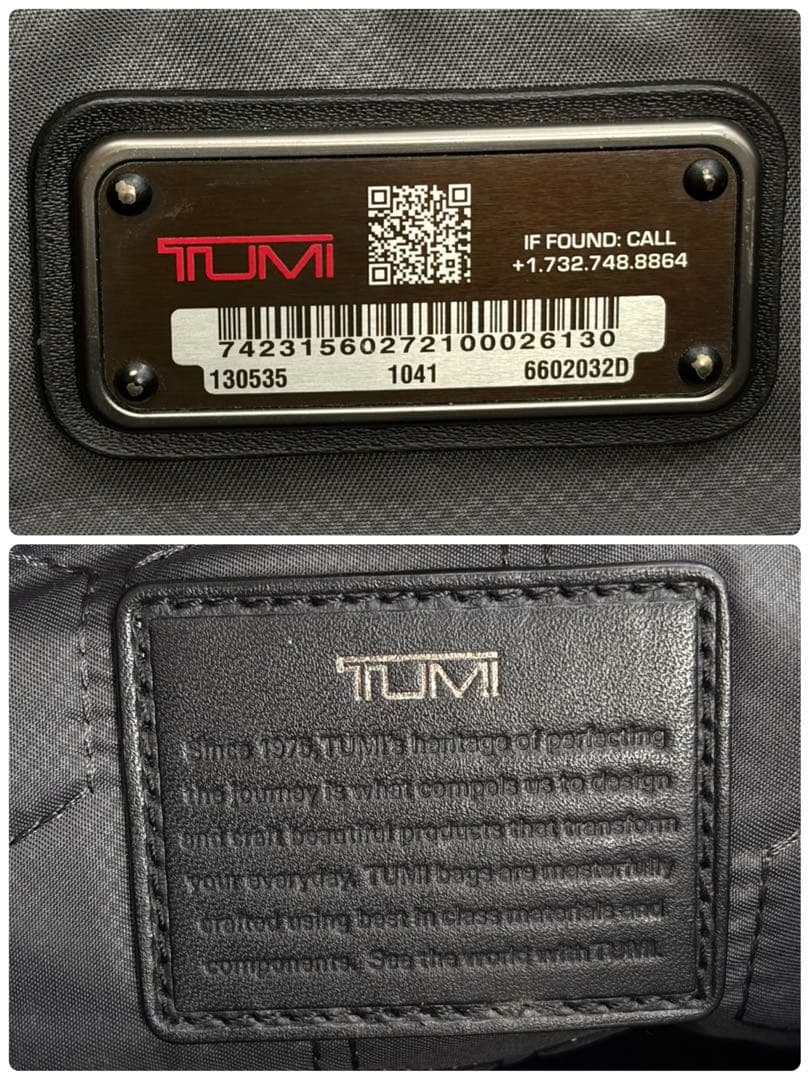 TUMI
IF FOUND: CALL
+1.732.748.8864
74231560272100026130
130535 1041 6602032D
TUMI
Since 1975, TUMI's heritage of perfecting
the journey is what compels us to design
and craft beautiful products that transform
your everyday. TUMI bags are masterfully
crafted using best in class materials and
components. See the world with TUMI.